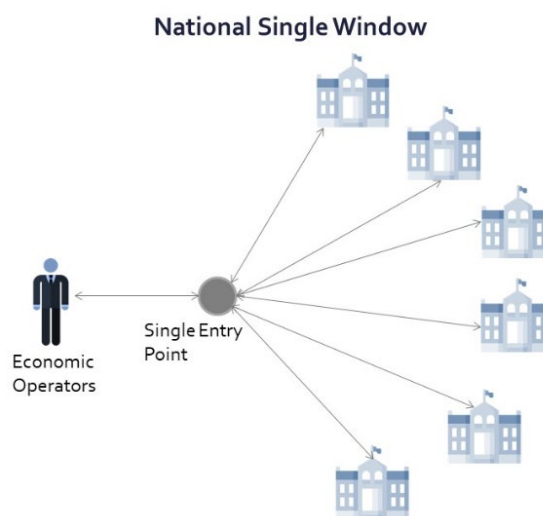 National Single Window
Single Entry
Point
Economic
Operators